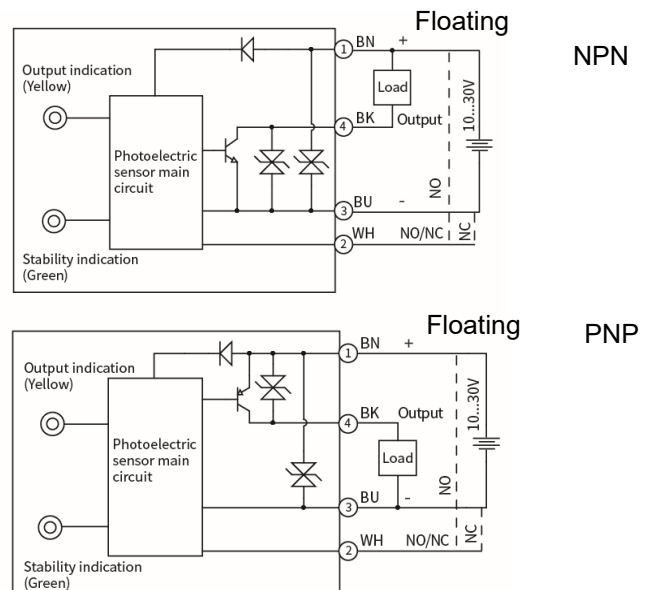 Floating
NPN
Output indication
(Yellow)
1 BN +
Load
10...30V
4 BK Output
Photoelectric
sensor main
circuit
NO
3 BU -
2 WH NO/NC
NC
Stability indication
(Green)
Floating
PNP
1 BN +
Output indication
(Yellow)
10...30V
4 BK Output
Photoelectric
sensor main
circuit
Load
NO
3 BU -
2 WH NO/NC
NC
Stability indication
(Green)